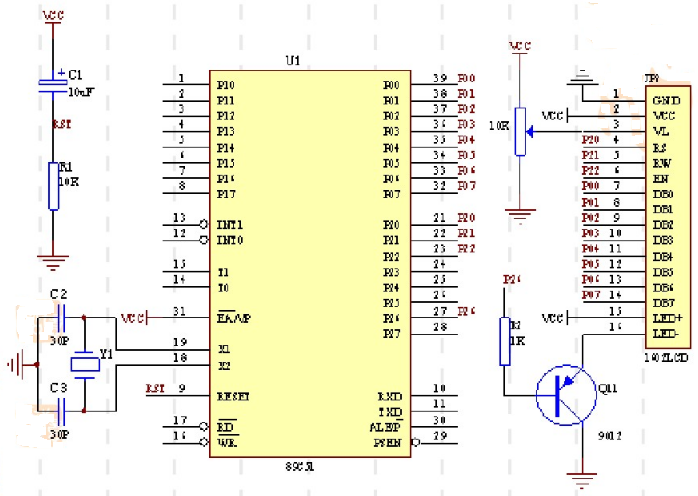 VCC
C1
10uF
RST
R1
10K
U1
1 P10 P00 39 P00
2 P11 P01 38 P01
3 P12 P02 37 P02
4 P13 P03 36 P03
5 P14 P04 35 P04
6 P15 P05 34 P05
7 P16 P06 33 P06
8 P17 P07 32 P07
13 INT1 P20 21 P20
12 INT0 P21 22 P21
P22 23 P22
15 T1 P23 24
14 T0 P24 25
P25 26
VCC 31 EA/VP P26 27 P26
P27 28
19 X1
18 X2
RST 9 RESET RXD 10
TXD 11
17 RD ALE/P 30
16 WR PSEN 29
89C51
C2
30P
Y1
C3
30P
VCC
10K
JP?
1 GND
VCC 2 VCC
3 VL
P20 4 RS
P21 5 RW
P22 6 EN
P00 7 DB0
P01 8 DB1
P02 9 DB2
P03 10 DB3
P04 11 DB4
P05 12 DB5
P06 13 DB6
P07 14 DB7
VCC 15 LED+
16 LED-
1602LCD
P26
1K
Q11
9012